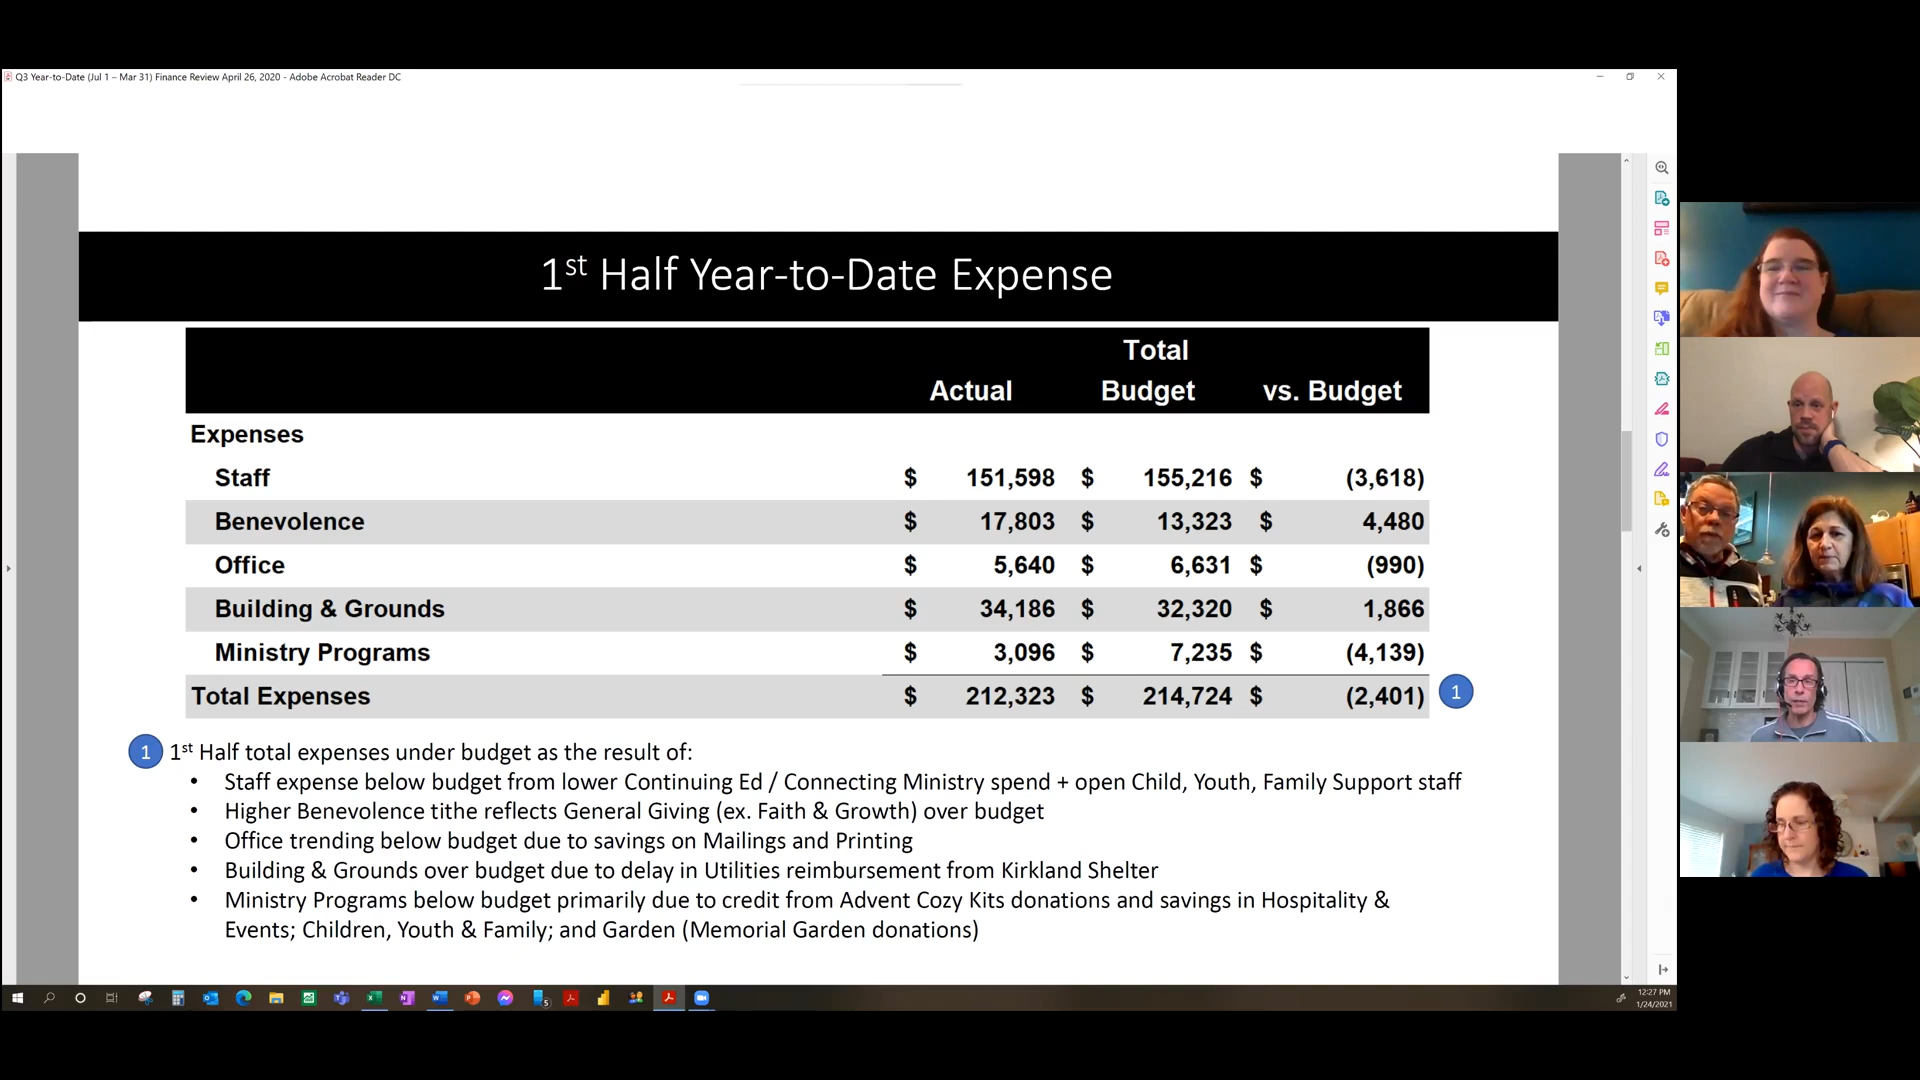 Q3 Year-to-Date (Jul 1 – Mar 31) Finance Review April 26, 2020 - Adobe Acrobat Reader DC
1st Half Year-to-Date Expense
Total
Actual Budget vs. Budget
Expenses
Staff $ 151,598 $ 155,216 $ (3,618)
Benevolence $ 17,803 $ 13,323 $ 4,480
Office $ 5,640 $ 6,631 $ (990)
Building & Grounds $ 34,186 $ 32,320 $ 1,866
Ministry Programs $ 3,096 $ 7,235 $ (4,139)
Total Expenses $ 212,323 $ 214,724 $ (2,401) 1
1 1st Half total expenses under budget as the result of:
• Staff expense below budget from lower Continuing Ed / Connecting Ministry spend + open Child, Youth, Family Support staff
• Higher Benevolence tithe reflects General Giving (ex. Faith & Growth) over budget
• Office trending below budget due to savings on Mailings and Printing
• Building & Grounds over budget due to delay in Utilities reimbursement from Kirkland Shelter
• Ministry Programs below budget primarily due to credit from Advent Cozy Kits donations and savings in Hospitality &
Events; Children, Youth & Family; and Garden (Memorial Garden donations)
12:27 PM
1/24/2021